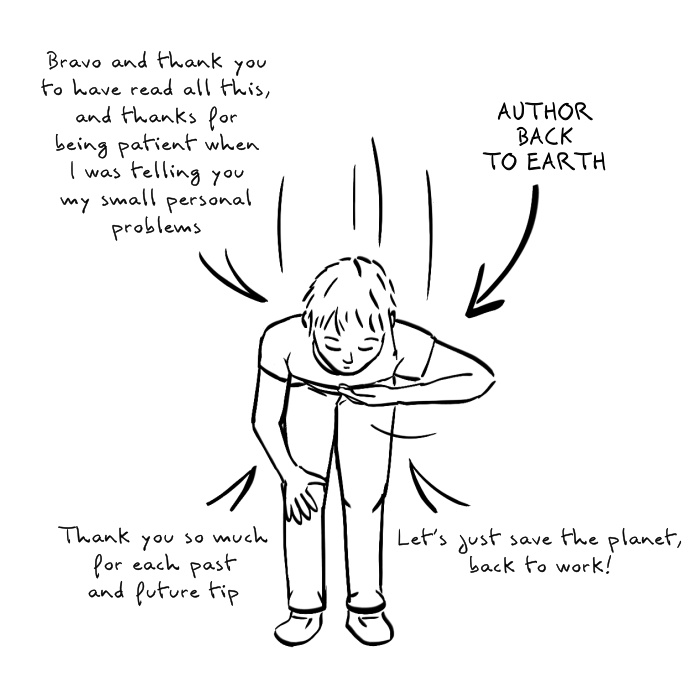 Bravo and thank you
to have read all this,
and thanks for
being patient when
I was telling you
my small personal
problems
AUTHOR
BACK
TO EARTH
Thank you so much
for each past
and future tip
Let's just save the planet,
back to work!